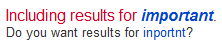 Including results for important.
Do you want results for inportnt?